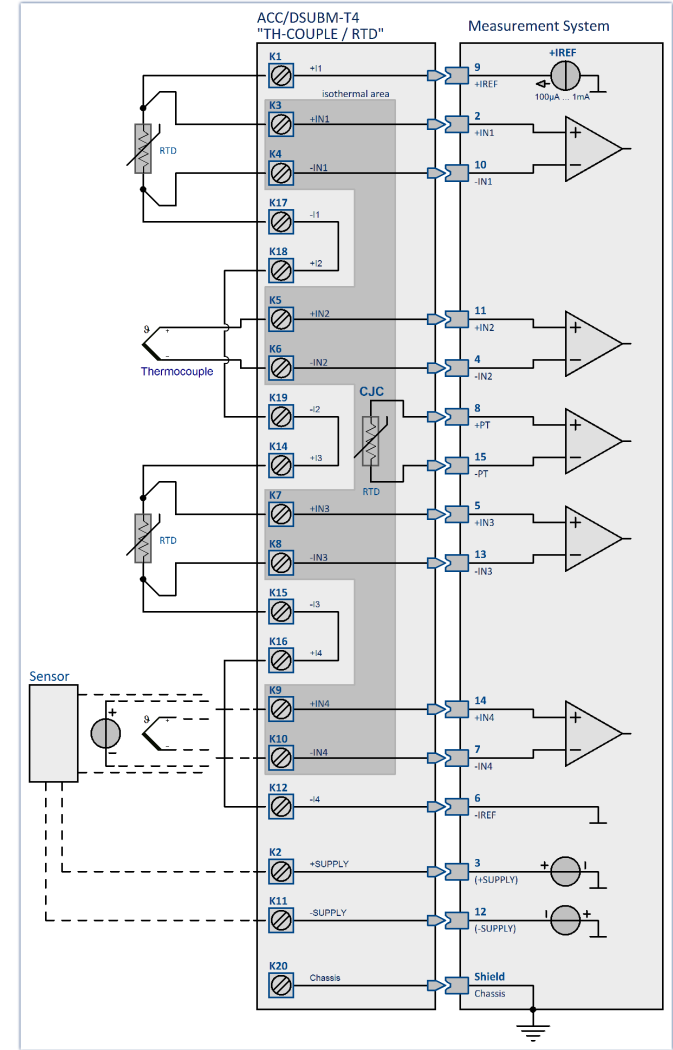 ACC/DSUBM-T4
"TH-COUPLE / RTD"
Measurement System
K1
+I1
9
+IREF
+IREF
100µA ... 1mA
isothermal area
K3
+IN1
2
+IN1
+
−
RTD
K4
-IN1
10
-IN1
K17
-I1
K18
+I2
K5
+IN2
11
+IN2
+
−
ϑ
+
−
Thermocouple
K6
-IN2
4
-IN2
CJC
K19
-I2
8
+PT
+
−
K14
+I3
15
-PT
RTD
K7
+IN3
5
+IN3
+
−
RTD
K8
-IN3
13
-IN3
K15
-I3
K16
+I4
Sensor
K9
+IN4
14
+IN4
+
−
+
−
ϑ
+
−
K10
-IN4
7
-IN4
K12
-I4
6
-IREF
K2
+SUPPLY
3
(+SUPPLY)
+
I
K11
-SUPPLY
12
(-SUPPLY)
I
+
K20
Chassis
Shield
Chassis